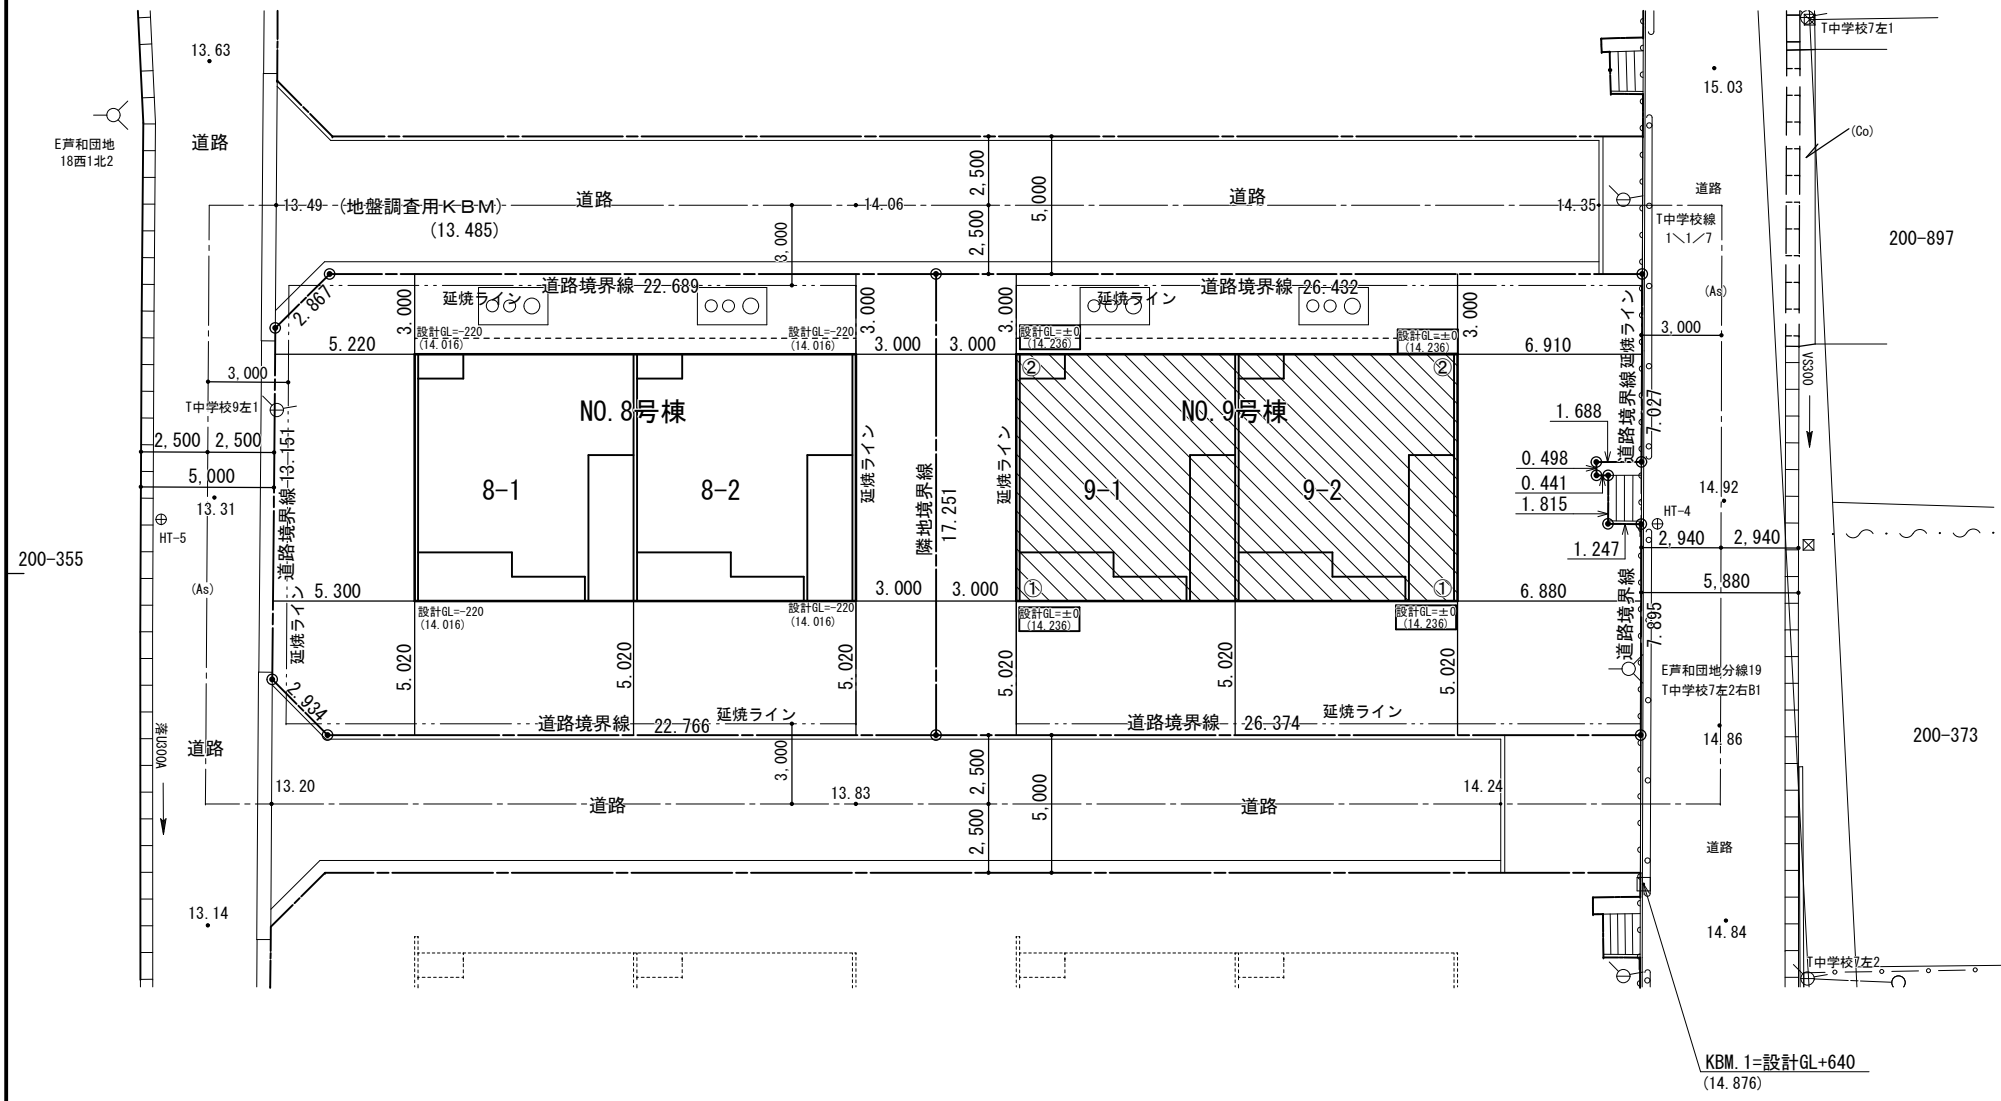 13.63
T中学校7左1
15.03
(Co)
E芦和団地
18西1北2
道路
2,500
5,000
道路
道路
道路
13.49 (地盤調査用KBM)
(13.485)
14.06
14.35
T中学校線
1＼1／7
200-897
2,500
3,000
道路境界線 22.689
道路境界線 26.432
延焼ライン
延焼ライン
2.867
3.000
3.000
3.000
3.000
延焼ライン
(As)
設計GL=-220
(14.016)
設計GL=-220
(14.016)
設計GL=±0
(14.236)
設計GL=±0
(14.236)
3.000
5.220
3.000
3.000
6.910
VS300
3,000
②
②
T中学校9左1
NO.8号棟
NO.9号棟
1.688
道路境界線
7.027
2,500
2,500
道路境界線 13.151
延焼ライン
隣地境界線
17.251
延焼ライン
0.498
5,000
8-1
8-2
9-1
9-2
0.441
14.92
13.31
1.815
HT-4
HT-5
1.247
2,940
2,940
200-355
(As)
5.300
3.000
3.000
①
①
6.880
5,880
延焼ライン
設計GL=-220
(14.016)
設計GL=-220
(14.016)
設計GL=±0
(14.236)
設計GL=±0
(14.236)
道路境界線
7.895
5.020
5.020
5.020
5.020
5.020
5.020
E芦和団地分線19
T中学校7左2右B1
2.934
道路境界線 22.766
延焼ライン
道路境界線 26.374
延焼ライン
道路
14.86
200-373
3,000
2,500
5,000
13.20
13.83
14.24
道路
道路
2,500
道路
13.14
14.84
T中学校7左2
KBM.1=設計GL+640
(14.876)